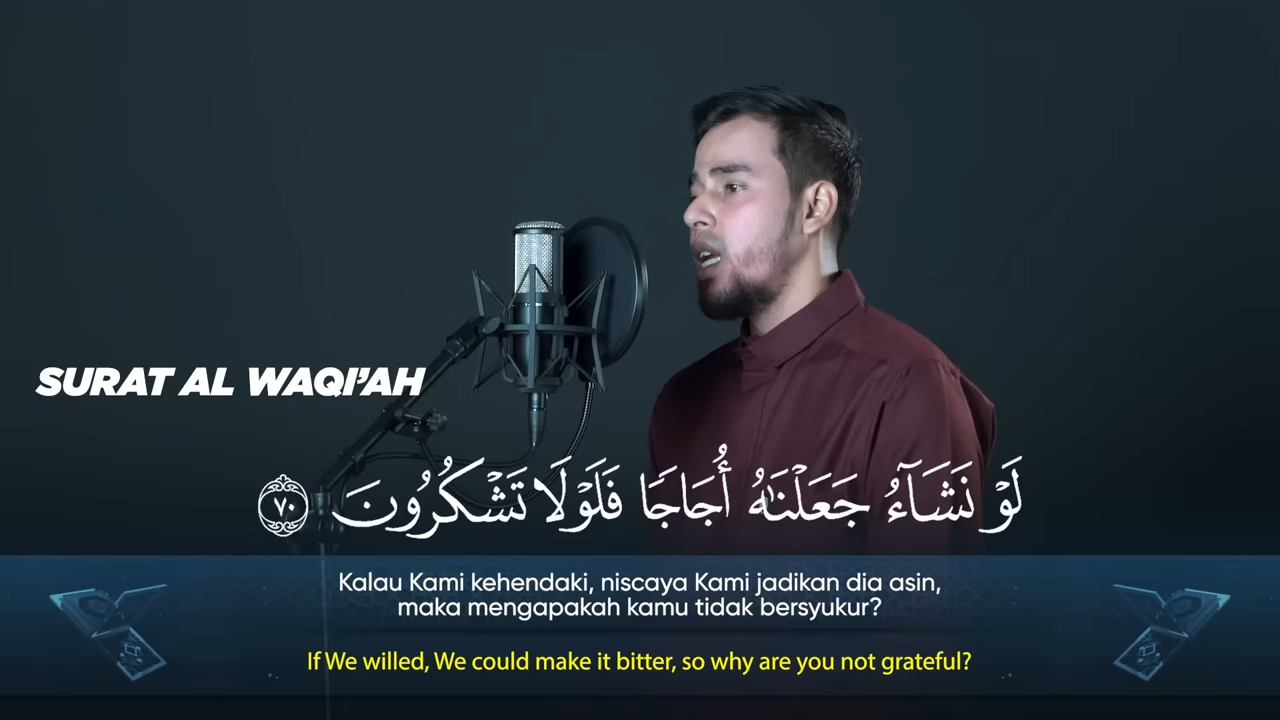 SURAT AL WAQI'AH
لَوْ نَشَآءُ جَعَلْنَٰهُ أُجَاجًا فَلَوْلَا تَشْكُرُونَ ٧٠
Kalau Kami kehendaki, niscaya Kami jadikan dia asin,
maka mengapakah kamu tidak bersyukur?
If We willed, We could make it bitter, so why are you not grateful?